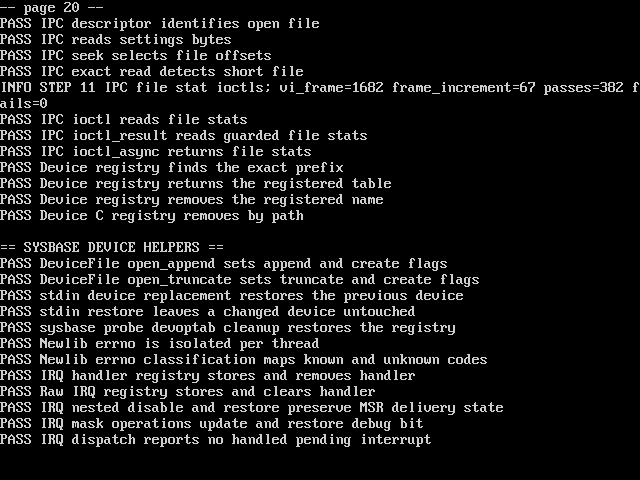 -- page 20 --
PASS IPC descriptor identifies open file
PASS IPC reads settings bytes
PASS IPC seek selects file offsets
PASS IPC exact read detects short file
INFO STEP 11 IPC file stat ioctls; vi_frame=1682 frame_increment=67 passes=382 f
ails=0
PASS IPC ioctl reads file stats
PASS IPC ioctl_result reads guarded file stats
PASS IPC ioctl_async returns file stats
PASS Device registry finds the exact prefix
PASS Device registry returns the registered table
PASS Device registry removes the registered name
PASS Device C registry removes by path

== SYSBASE DEVICE HELPERS ==
PASS DeviceFile open_append sets append and create flags
PASS DeviceFile open_truncate sets truncate and create flags
PASS stdin device replacement restores the previous device
PASS stdin restore leaves a changed device untouched
PASS sysbase probe devoptab cleanup restores the registry
PASS Newlib errno is isolated per thread
PASS Newlib errno classification maps known and unknown codes
PASS IRQ handler registry stores and removes handler
PASS Raw IRQ registry stores and clears handler
PASS IRQ nested disable and restore preserve MSR delivery state
PASS IRQ mask operations update and restore debug bit
PASS IRQ dispatch reports no handled pending interrupt